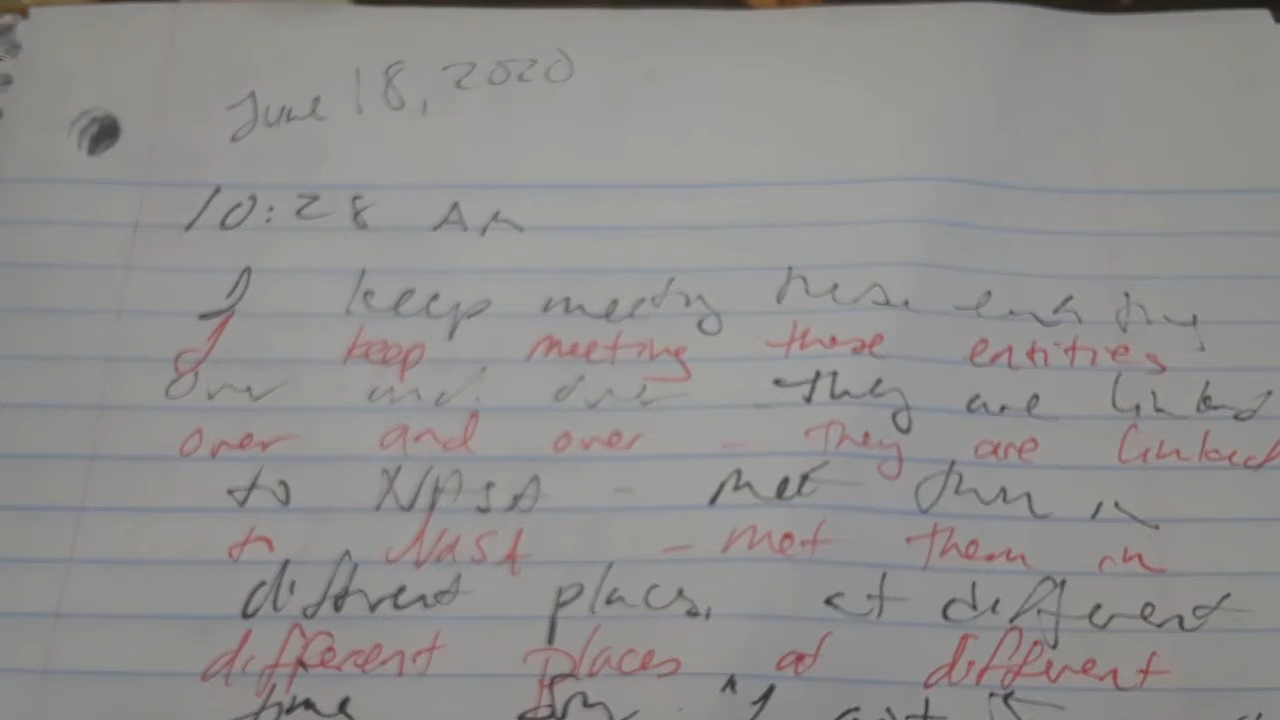 June 18, 2020
10:28 AM
I keep meeting these entities
I keep meeting these entities
Over and over They are linked
over and over - They are linked
to NASA - met them in
to NASA - met them in
different places, at different
different places at different
time